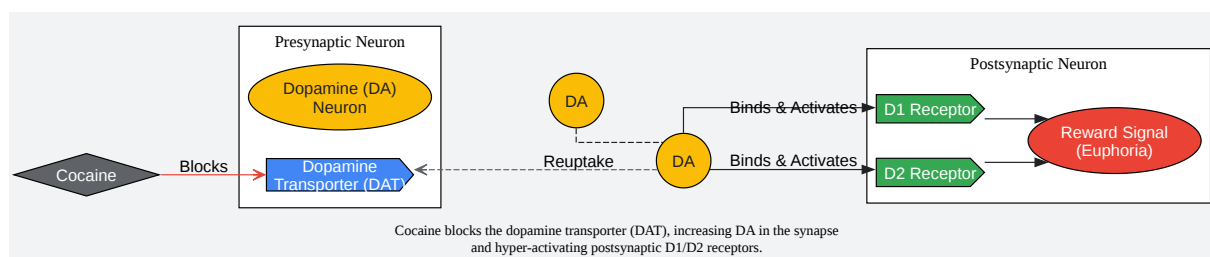 Presynaptic Neuron
Dopamine (DA)
Neuron
Cocaine
Blocks
Dopamine
Transporter (DAT)
Reuptake
DA
DA
Binds & Activates
Binds & Activates
Postsynaptic Neuron
D1 Receptor
D2 Receptor
Reward Signal
(Euphoria)
Cocaine blocks the dopamine transporter (DAT), increasing DA in the synapse
and hyper-activating postsynaptic D1/D2 receptors.